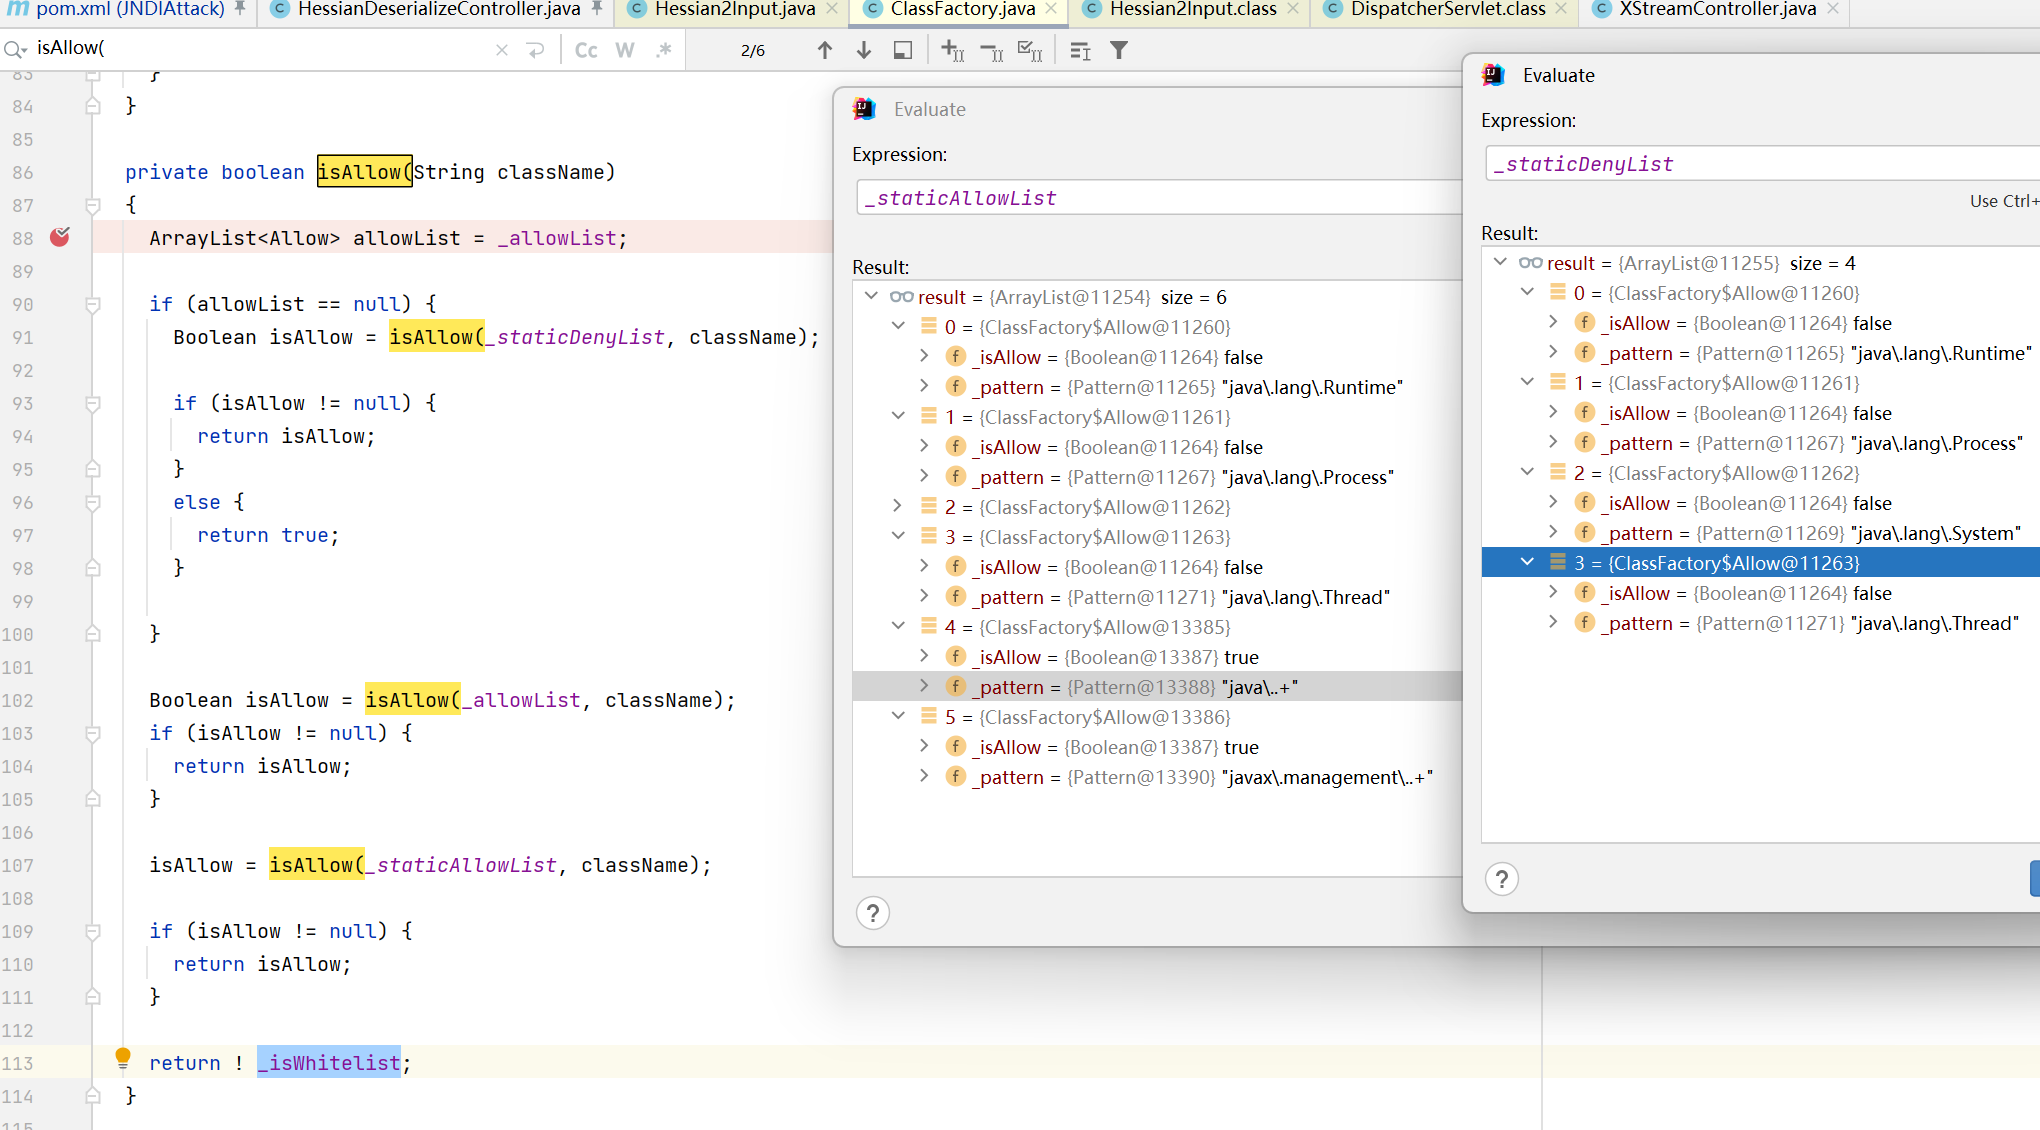 pom.xml (JNDIAttack)
HessianDeserializeController.java
Hessian2Input.java
ClassFactory.java
Hessian2Input.class
DispatcherServlet.class
XStreamController.java
isAllow(
Cc W .*
2/6
83 }
84 }
85
86 private boolean isAllow(String className)
87 {
88 ArrayList<Allow> allowList = _allowList;
89
90 if (allowList == null) {
91 Boolean isAllow = isAllow(_staticDenyList, className);
92
93 if (isAllow != null) {
94 return isAllow;
95 }
96 else {
97 return true;
98 }
99
100 }
101
102 Boolean isAllow = isAllow(_allowList, className);
103 if (isAllow != null) {
104 return isAllow;
105 }
106
107 isAllow = isAllow(_staticAllowList, className);
108
109 if (isAllow != null) {
110 return isAllow;
111 }
112
113 return ! _isWhitelist;
114 }
115
Evaluate
Expression:
_staticAllowList
Result:
result = {ArrayList@11254} size = 6
0 = {ClassFactory$Allow@11260}
_isAllow = {Boolean@11264} false
_pattern = {Pattern@11265} "java\.lang\.Runtime"
1 = {ClassFactory$Allow@11261}
_isAllow = {Boolean@11264} false
_pattern = {Pattern@11267} "java\.lang\.Process"
2 = {ClassFactory$Allow@11262}
3 = {ClassFactory$Allow@11263}
_isAllow = {Boolean@11264} false
_pattern = {Pattern@11271} "java\.lang\.Thread"
4 = {ClassFactory$Allow@13385}
_isAllow = {Boolean@13387} true
_pattern = {Pattern@13388} "java\..+"
5 = {ClassFactory$Allow@13386}
_isAllow = {Boolean@13387} true
_pattern = {Pattern@13390} "javax\.management\..+"
?
Evaluate
Expression:
_staticDenyList
Use Ctrl+
Result:
result = {ArrayList@11255} size = 4
0 = {ClassFactory$Allow@11260}
_isAllow = {Boolean@11264} false
_pattern = {Pattern@11265} "java\.lang\.Runtime"
1 = {ClassFactory$Allow@11261}
_isAllow = {Boolean@11264} false
_pattern = {Pattern@11267} "java\.lang\.Process"
2 = {ClassFactory$Allow@11262}
_isAllow = {Boolean@11264} false
_pattern = {Pattern@11269} "java\.lang\.System"
3 = {ClassFactory$Allow@11263}
_isAllow = {Boolean@11264} false
_pattern = {Pattern@11271} "java\.lang\.Thread"
?